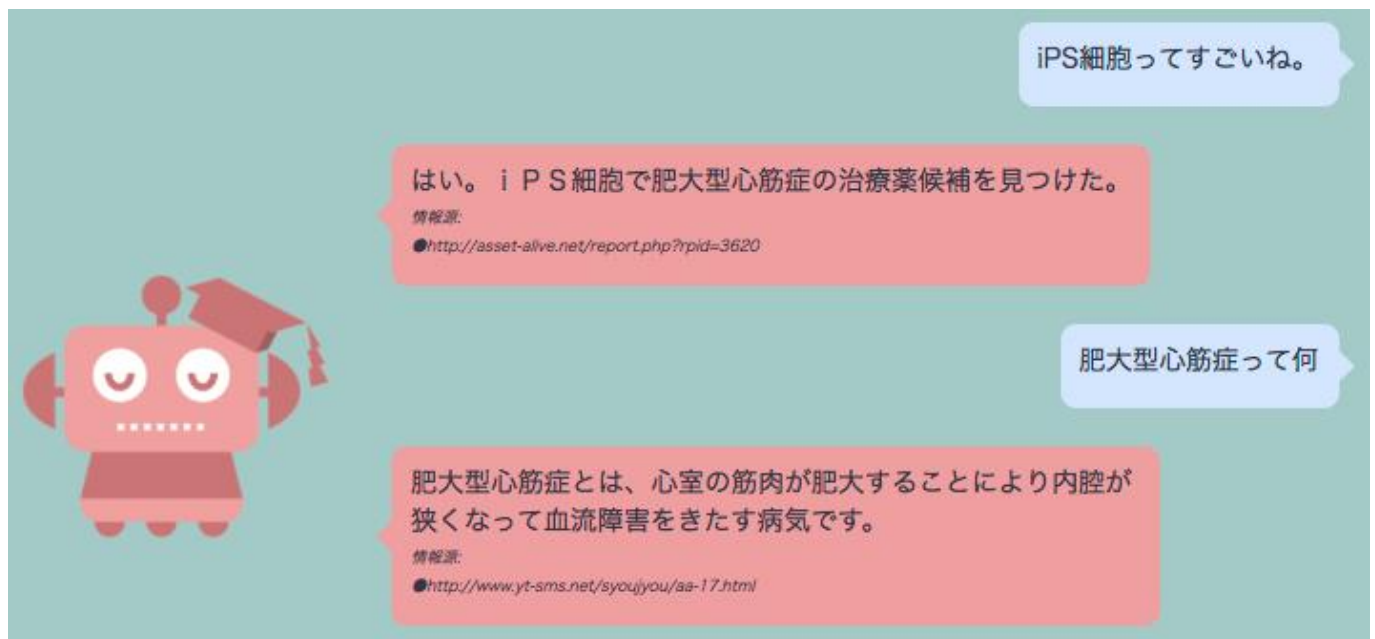 iPS細胞ってすごいね。
はい。ｉＰＳ細胞で肥大型心筋症の治療薬候補を見つけた。
情報源:
●http://asset-alive.net/report.php?rpid=3620
肥大型心筋症って何
肥大型心筋症とは、心室の筋肉が肥大することにより内腔が
狭くなって血流障害をきたす病気です。
情報源:
●http://www.yt-sms.net/syoujyou/aa-17.html